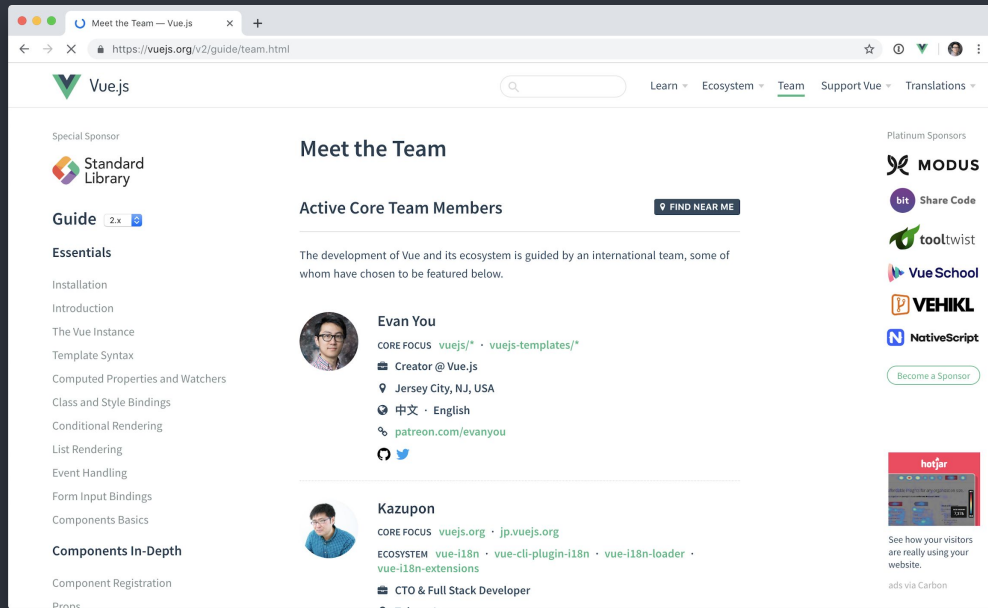 Meet the Team — Vue.js
https://vuejs.org/v2/guide/team.html
Vue.js
Learn
Ecosystem
Team
Support Vue
Translations
Special Sponsor
Standard
Library
Guide
2.x
Essentials
Installation
Introduction
The Vue Instance
Template Syntax
Computed Properties and Watchers
Class and Style Bindings
Conditional Rendering
List Rendering
Event Handling
Form Input Bindings
Components Basics
Components In-Depth
Component Registration
Props
Meet the Team
Active Core Team Members
FIND NEAR ME
The development of Vue and its ecosystem is guided by an international team, some of
whom have chosen to be featured below.
Evan You
CORE FOCUS vuejs/* · vuejs-templates/*
Creator @ Vue.js
Jersey City, NJ, USA
中文 · English
patreon.com/evanyou
Kazupon
CORE FOCUS vuejs.org · jp.vuejs.org
ECOSYSTEM vue-i18n · vue-cli-plugin-i18n · vue-i18n-loader ·
vue-i18n-extensions
CTO & Full Stack Developer
Platinum Sponsors
MODUS
bit Share Code
tooltwist
Vue School
VEHIKL
NativeScript
Become a Sponsor
hotjar
See how your visitors
are really using your
website.
ads via Carbon